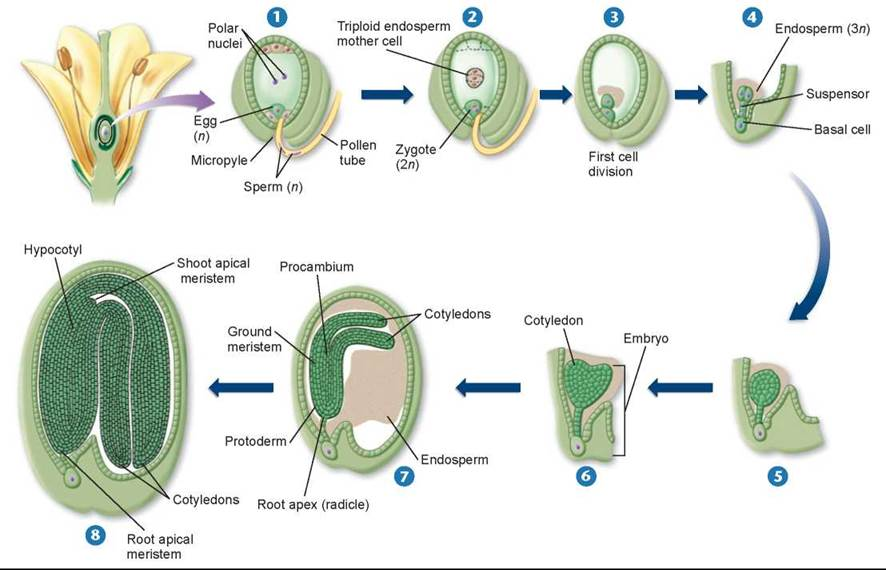 1
Polar
nuclei
Egg
(n)
Micropyle
Sperm (n)
Pollen
tube
2
Triploid endosperm
mother cell
Zygote
(2n)
3
First cell
division
4
Endosperm (3n)
Suspensor
Basal cell
5
Cotyledon
Embryo
6
Procambium
Cotyledons
Ground
meristem
Protoderm
Endosperm
Root apex (radicle)
7
Hypocotyl
Shoot apical
meristem
Cotyledons
Root apical
meristem
8